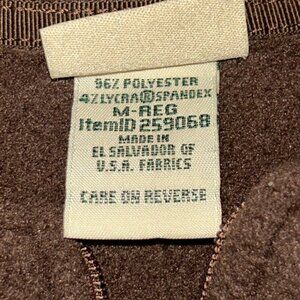 96% POLYESTER
4% LYCRA® SPANDEX
M-REG
ItemID 259068
MADE IN
EL SALVADOR OF
U.S.A. FABRICS
CARE ON REVERSE